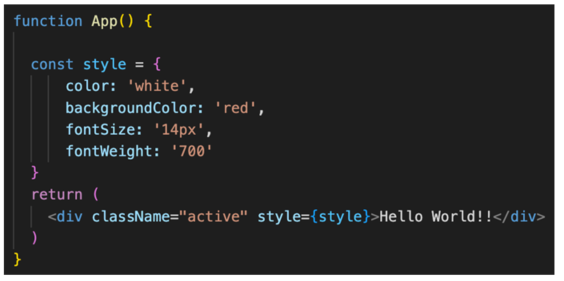 function App() {
const style = {
color: 'white',
backgroundColor: 'red',
fontSize: '14px',
fontWeight: '700'
}
return (
<div className="active" style={style}>Hello World!!</div>
)
}